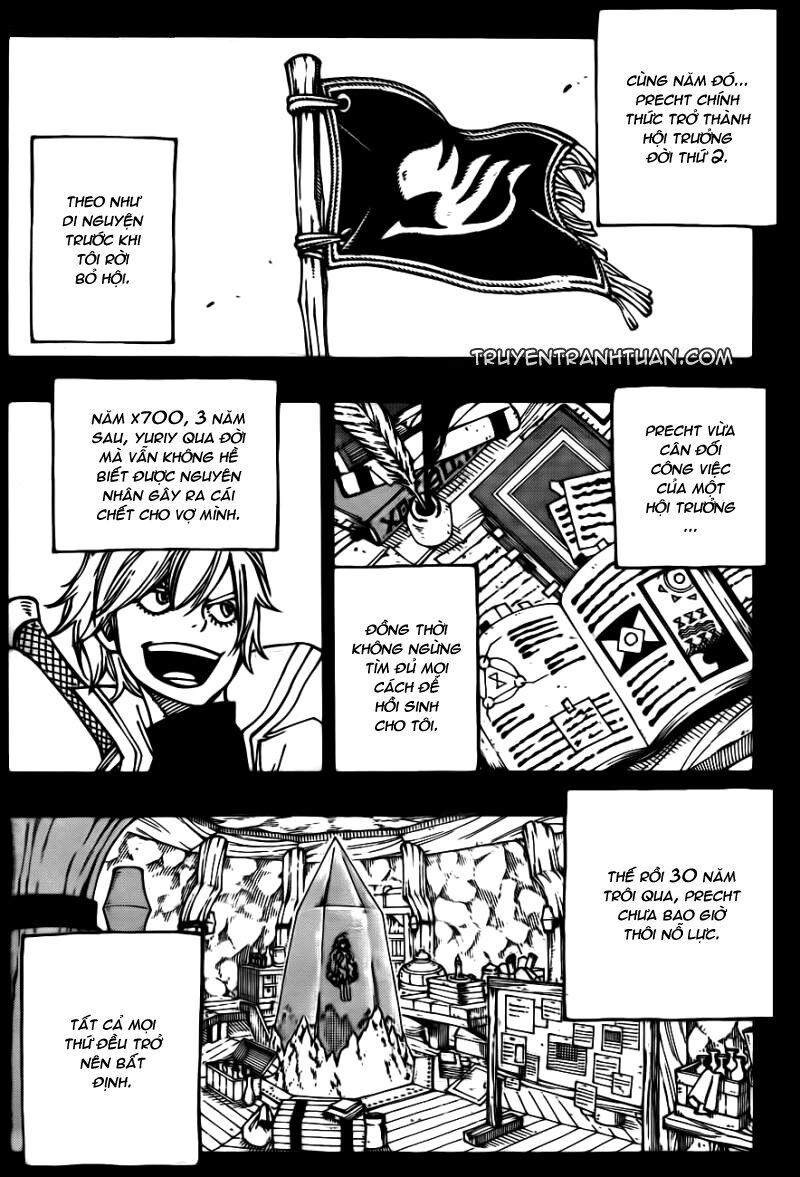 CÙNG NĂM ĐÓ...
PRECHT CHÍNH
THỨC TRỞ THÀNH
HỘI TRƯỞNG
ĐỜI THỨ 2.
THEO NHƯ
DI NGUYỆN
TRƯỚC KHI
TÔI RỜI
BỎ HỘI.
TRUYENTRANHTUAN.COM
NĂM X700, 3 NĂM
SAU, YURIY QUA ĐỜI
MÀ VẪN KHÔNG HỀ
BIẾT ĐƯỢC NGUYÊN
NHÂN GÂY RA CÁI
CHẾT CHO VỢ MÌNH.
PRECHT VỪA
CÂN ĐỐI
CÔNG VIỆC
CỦA MỘT
HỘI TRƯỞNG
...
ĐỒNG THỜI
KHÔNG NGỪNG
TÌM ĐỦ MỌI
CÁCH ĐỂ
HỒI SINH
CHO TÔI.
THẾ RỒI 30 NĂM
TRÔI QUA, PRECHT
CHƯA BAO GIỜ
THÔI NỖ LỰC.
TẤT CẢ MỌI
THỨ ĐỀU TRỞ
NÊN BẤT
ĐỊNH.